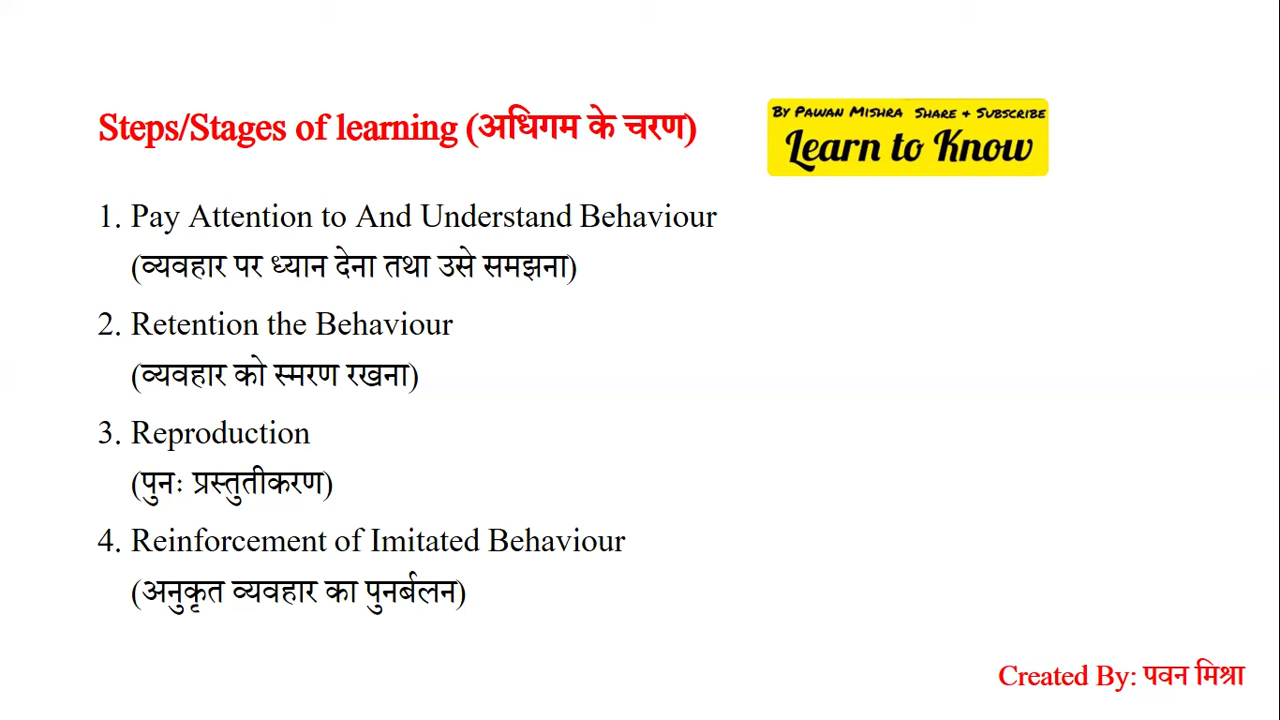 Steps/Stages of learning (अधिगम के चरण)
By Pawan Mishra Share & Subscribe
Learn to Know
1. Pay Attention to And Understand Behaviour
(व्यवहार पर ध्यान देना तथा उसे समझना)
2. Retention the Behaviour
(व्यवहार को स्मरण रखना)
3. Reproduction
(पुनः प्रस्तुतीकरण)
4. Reinforcement of Imitated Behaviour
(अनुकृत व्यवहार का पुनर्बलन)
Created By: पवन मिश्रा